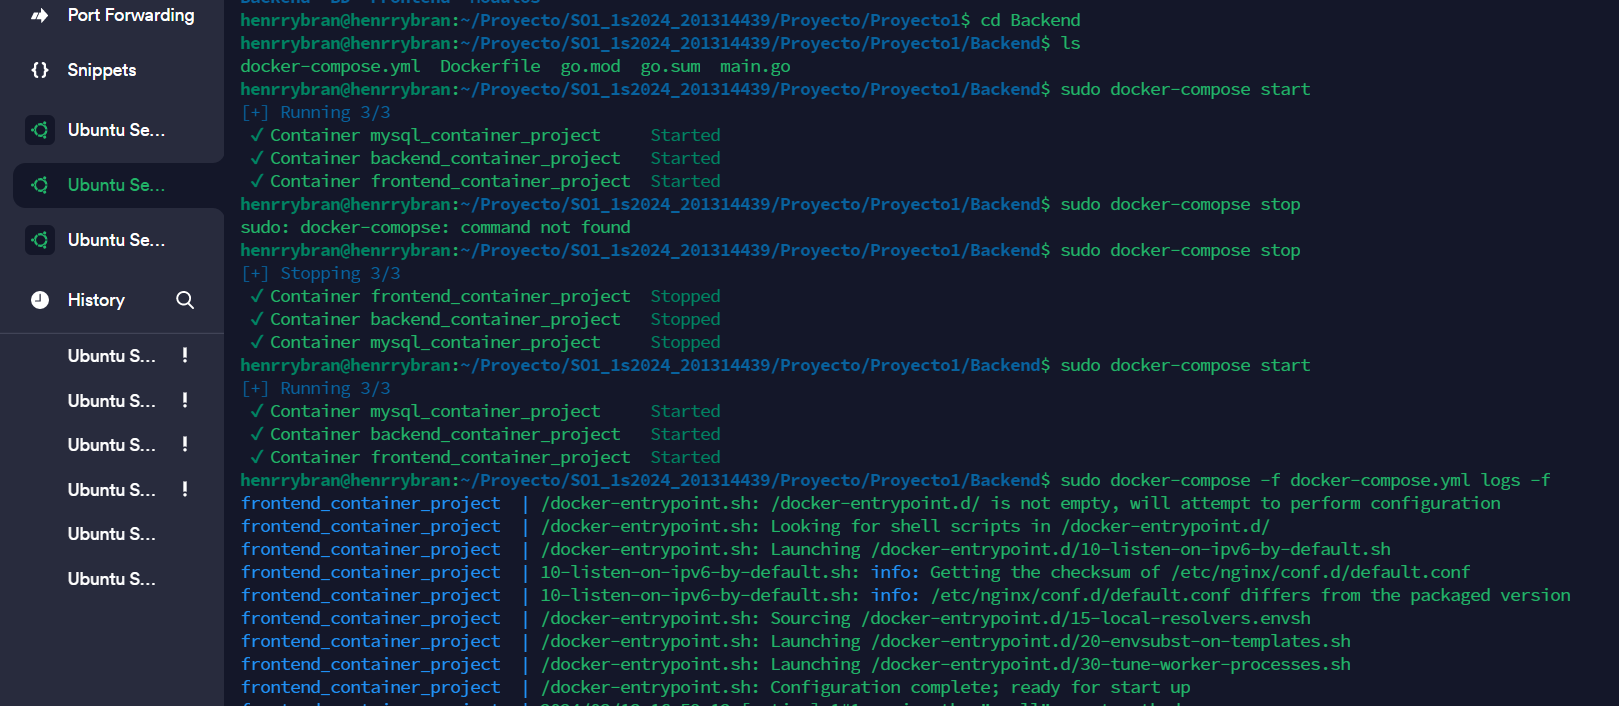 Port Forwarding
Snippets
Ubuntu Se...
Ubuntu Se...
Ubuntu Se...
History
Ubuntu S... !
Ubuntu S... !
Ubuntu S... !
Ubuntu S... !
Ubuntu S...
Ubuntu S...
henrrybran@henrrybran:~/Proyecto/SO1_1s2024_201314439/Proyecto/Proyecto1$ cd Backend
henrrybran@henrrybran:~/Proyecto/SO1_1s2024_201314439/Proyecto/Proyecto1/Backend$ ls
docker-compose.yml  Dockerfile  go.mod  go.sum  main.go
henrrybran@henrrybran:~/Proyecto/SO1_1s2024_201314439/Proyecto/Proyecto1/Backend$ sudo docker-compose start
[+] Running 3/3
✓ Container mysql_container_project     Started
✓ Container backend_container_project   Started
✓ Container frontend_container_project  Started
henrrybran@henrrybran:~/Proyecto/SO1_1s2024_201314439/Proyecto/Proyecto1/Backend$ sudo docker-comopse stop
sudo: docker-comopse: command not found
henrrybran@henrrybran:~/Proyecto/SO1_1s2024_201314439/Proyecto/Proyecto1/Backend$ sudo docker-compose stop
[+] Stopping 3/3
✓ Container frontend_container_project  Stopped
✓ Container backend_container_project   Stopped
✓ Container mysql_container_project     Stopped
henrrybran@henrrybran:~/Proyecto/SO1_1s2024_201314439/Proyecto/Proyecto1/Backend$ sudo docker-compose start
[+] Running 3/3
✓ Container mysql_container_project     Started
✓ Container backend_container_project   Started
✓ Container frontend_container_project  Started
henrrybran@henrrybran:~/Proyecto/SO1_1s2024_201314439/Proyecto/Proyecto1/Backend$ sudo docker-compose -f docker-compose.yml logs -f
frontend_container_project  | /docker-entrypoint.sh: /docker-entrypoint.d/ is not empty, will attempt to perform configuration
frontend_container_project  | /docker-entrypoint.sh: Looking for shell scripts in /docker-entrypoint.d/
frontend_container_project  | /docker-entrypoint.sh: Launching /docker-entrypoint.d/10-listen-on-ipv6-by-default.sh
frontend_container_project  | 10-listen-on-ipv6-by-default.sh: info: Getting the checksum of /etc/nginx/conf.d/default.conf
frontend_container_project  | 10-listen-on-ipv6-by-default.sh: info: /etc/nginx/conf.d/default.conf differs from the packaged version
frontend_container_project  | /docker-entrypoint.sh: Sourcing /docker-entrypoint.d/15-local-resolvers.envsh
frontend_container_project  | /docker-entrypoint.sh: Launching /docker-entrypoint.d/20-envsubst-on-templates.sh
frontend_container_project  | /docker-entrypoint.sh: Launching /docker-entrypoint.d/30-tune-worker-processes.sh
frontend_container_project  | /docker-entrypoint.sh: Configuration complete; ready for start up